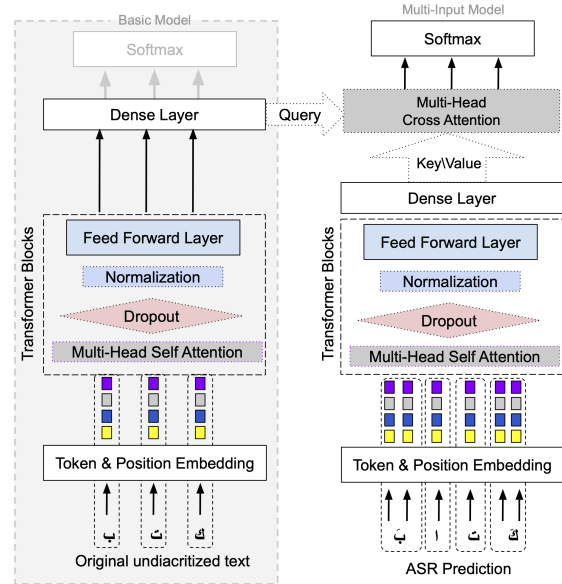 Basic Model
Softmax
Dense Layer
Query
Transformer Blocks
Feed Forward Layer
Normalization
Dropout
Multi-Head Self Attention
Token & Position Embedding
ب ت ك
Original undiacritized text
Multi-Input Model
Softmax
Multi-Head
Cross Attention
Key\Value
Dense Layer
Transformer Blocks
Feed Forward Layer
Normalization
Dropout
Multi-Head Self Attention
Token & Position Embedding
بَ ا ت كَ
ASR Prediction